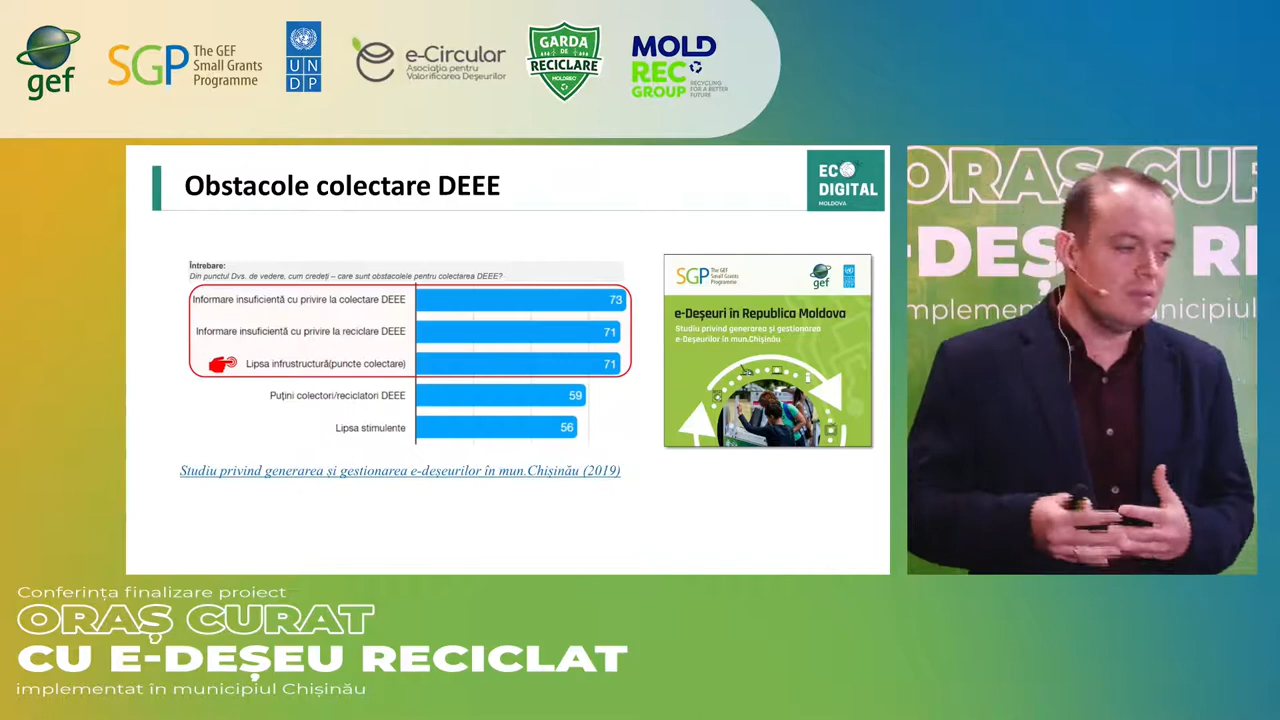 gef
SGP The GEF
Small Grants
Programme
U N
D P
e-Circular
Asociația pentru
Valorificarea Deșeurilor
GARDA
DE
RECICLARE
MOLDREC
MOLD
REC
GROUP
RECYCLING
FOR A BETTER
FUTURE
Obstacole colectare DEEE
ECO
DIGITAL
MOLDOVA
Întrebare:
Din punctul Dvs. de vedere, cum credeți – care sunt obstacolele pentru colectarea DEEE?
Informare insuficientă cu privire la colectare DEEE 73
Informare insuficientă cu privire la reciclare DEEE 71
Lipsa infrustructură(puncte colectare) 71
Puțini colectori/reciclatori DEEE 59
Lipsa stimulente 56
Studiu privind generarea și gestionarea e-deșeurilor în mun.Chișinău (2019)
SGP The GEF
Small Grants
Programme
gef
e-Deșeuri în Republica Moldova
Studiu privind generarea și gestionarea
e-Deșeurilor în mun.Chișinău
ORAȘ CUR
-DEȘ RE
implement municipiul
Conferința finalizare proiect
ORAȘ CURAT
CU E-DEȘEU RECICLAT
implementat în municipiul Chișinău